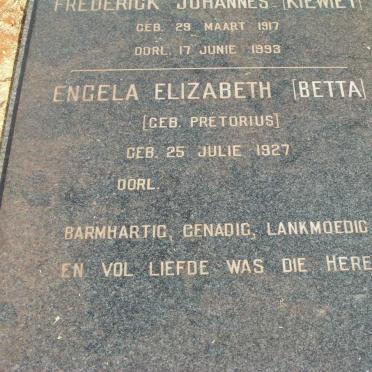 FREDERICK JOHANNES [KIEWIET]
GEB. 29 MAART 1917
OORL. 17 JUNIE 1993
ENGELA ELIZABETH [BETTA]
[GEB. PRETORIUS]
GEB. 25 JULIE 1927
OORL.
BARMHARTIG, GENADIG, LANKMOEDIG
EN VOL LIEFDE WAS DIE HERE